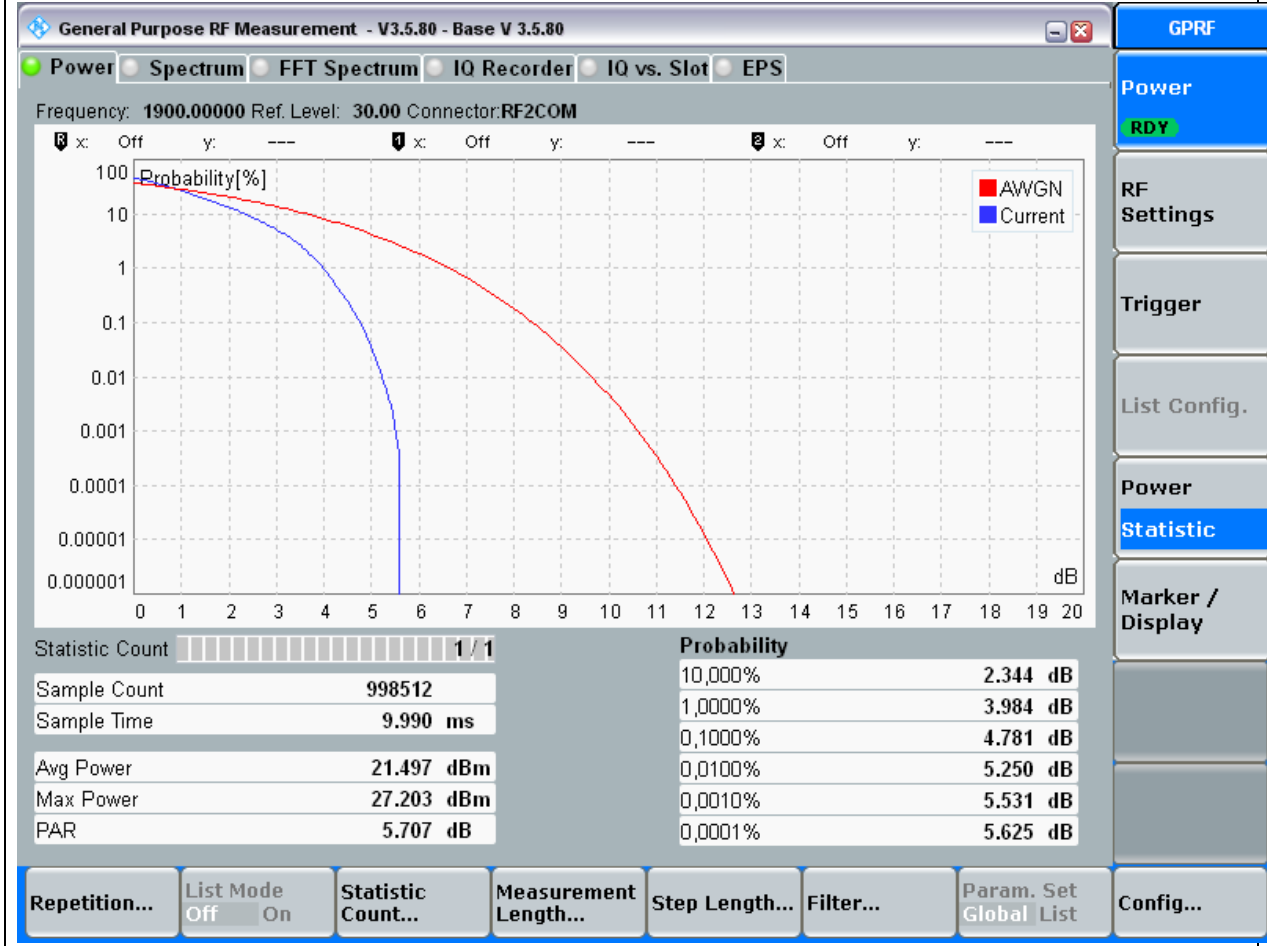 General Purpose RF Measurement - V3.5.80 - Base V 3.5.80
GPRF
Power Spectrum FFT Spectrum IQ Recorder IQ vs. Slot EPS
Frequency: 1900.00000 Ref. Level: 30.00 Connector:RF2COM
R x: Off y: --- 1 x: Off y: --- 2 x: Off y: ---
Probability[%]
AWGN
Current
100
10
1
0.1
0.01
0.001
0.0001
0.00001
0.000001
dB
0 1 2 3 4 5 6 7 8 9 10 11 12 13 14 15 16 17 18 19 20
Statistic Count 1 / 1
Sample Count 998512
Sample Time 9.990 ms
Avg Power 21.497 dBm
Max Power 27.203 dBm
PAR 5.707 dB
Probability
10,000% 2.344 dB
1,0000% 3.984 dB
0,1000% 4.781 dB
0,0100% 5.250 dB
0,0010% 5.531 dB
0,0001% 5.625 dB
Power
RDY
RF
Settings
Trigger
List Config.
Power
Statistic
Marker /
Display
Repetition...
List Mode
Off On
Statistic
Count...
Measurement
Length...
Step Length...
Filter...
Param. Set
Global List
Config...